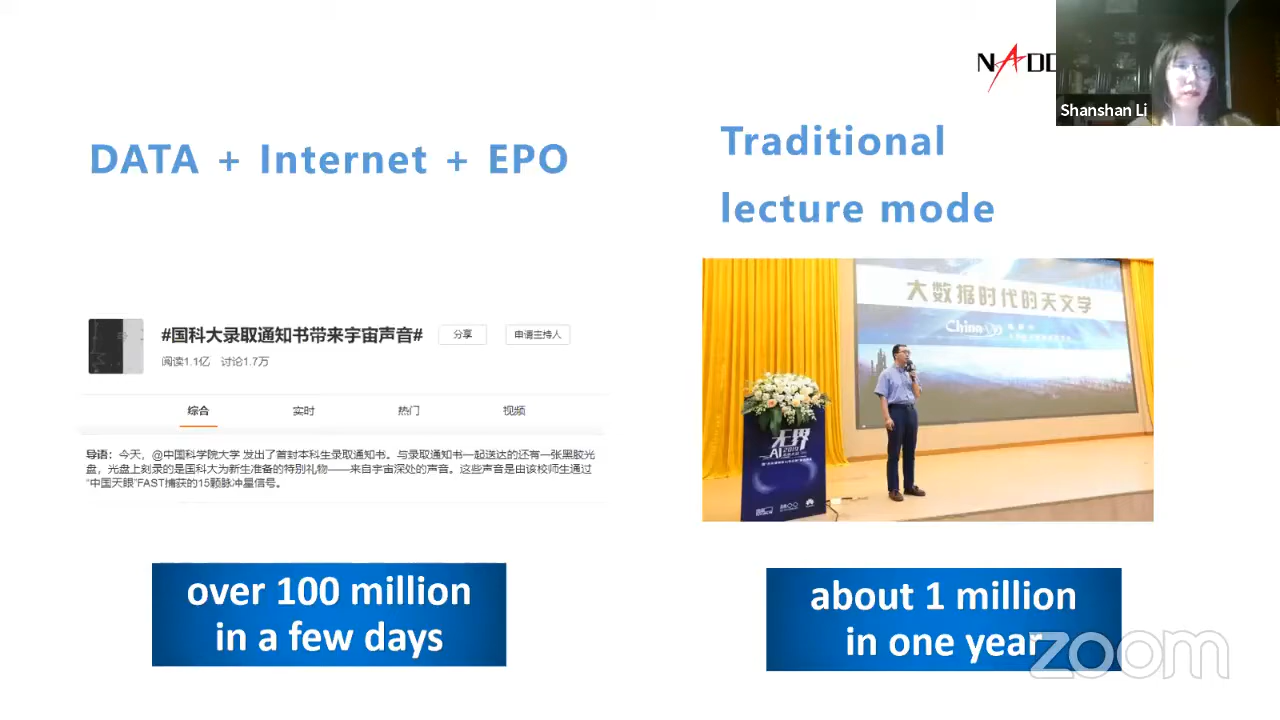 Shanshan Li
DATA + Internet + EPO
#国科大录取通知书带来宇宙声音#
分享
申请主持人
阅读1.1亿 讨论1.7万
综合
实时
热门
视频
导语：今天，@中国科学院大学 发出了首封本科生录取通知书。与录取通知书一起送达的还有一张黑胶光
盘，光盘上刻录的是国科大为新生准备的特别礼物——来自宇宙深处的声音。这些声音是由该校师生通过
“中国天眼”FAST捕获的15颗脉冲星信号。
over 100 million
in a few days
Traditional
lecture mode
大数据时代的天文学
China-VO
无界
AI 2019
about 1 million
in one year
zoom